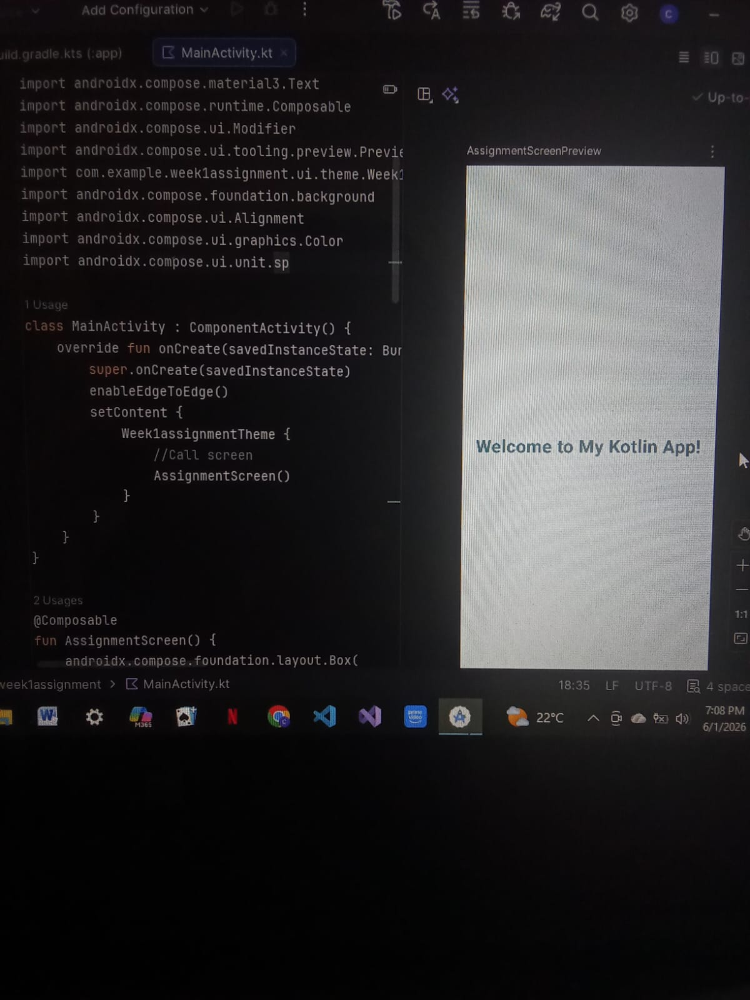 Add Configuration
uild.gradle.kts (:app)
MainActivity.kt
import androidx.compose.material3.Text
import androidx.compose.runtime.Composable
import androidx.compose.ui.Modifier
import androidx.compose.ui.tooling.preview.Previe
import com.example.week1assignment.ui.theme.Week1
import androidx.compose.foundation.background
import androidx.compose.ui.Alignment
import androidx.compose.ui.graphics.Color
import androidx.compose.ui.unit.sp
1 Usage
class MainActivity : ComponentActivity() {
override fun onCreate(savedInstanceState: Bun
super.onCreate(savedInstanceState)
enableEdgeToEdge()
setContent {
Week1assignmentTheme {
//Call screen
AssignmentScreen()
}
}
}
}
2 Usages
@Composable
fun AssignmentScreen() {
androidx.compose.foundation.layout.Box(
C
Up-to-
AssignmentScreenPreview
Welcome to My Kotlin App!
1:1
week1assignment > MainActivity.kt
18:35 LF UTF-8 4 space
W
M365
N
prime video
22°C
7:08 PM
6/1/2026